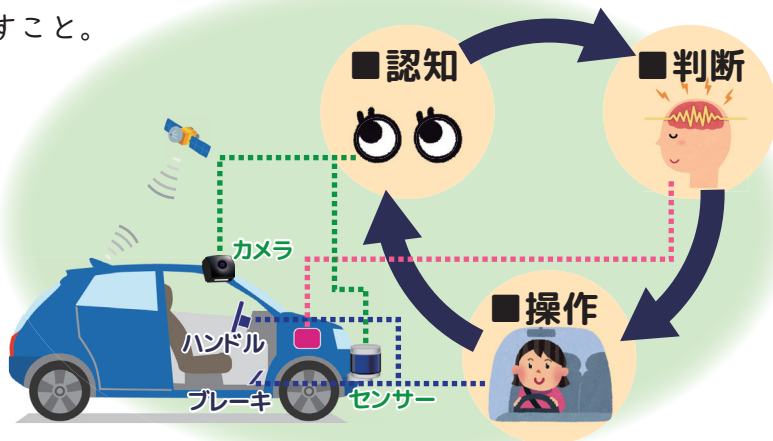 すこと。
■認知
■判断
カメラ
■操作
ハンドル
ブレーキ
センサー